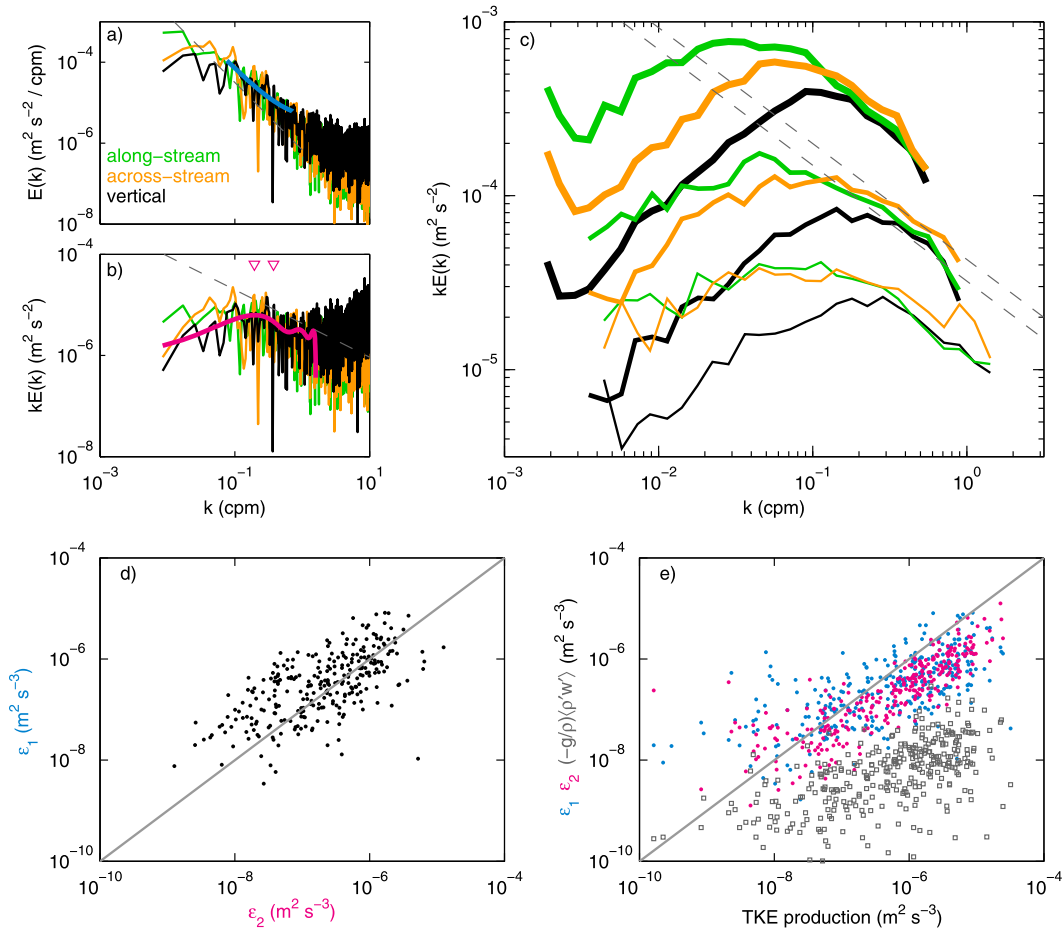 a)
10⁻⁴
10⁻⁶
10⁻⁸
E(k) (m² s⁻² / cpm)
along−stream
across−stream
vertical
b)
10⁻⁴
10⁻⁶
10⁻⁸
kE(k) (m² s⁻²)
10⁻³
10⁻¹
10
k (cpm)
c)
10⁻³
10⁻⁴
10⁻⁵
kE(k) (m² s⁻²)
10⁻³
10⁻²
10⁻¹
10⁰
k (cpm)
d)
10⁻⁴
10⁻⁶
10⁻⁸
10⁻¹⁰
ε₁ (m² s⁻³)
10⁻¹⁰
10⁻⁸
10⁻⁶
10⁻⁴
ε₂ (m² s⁻³)
e)
10⁻⁴
10⁻⁶
10⁻⁸
10⁻¹⁰
ε₁ ε₂ (−g/ρ)⟨ρ'w'⟩ (m² s⁻³)
10⁻¹⁰
10⁻⁸
10⁻⁶
10⁻⁴
TKE production (m² s⁻³)